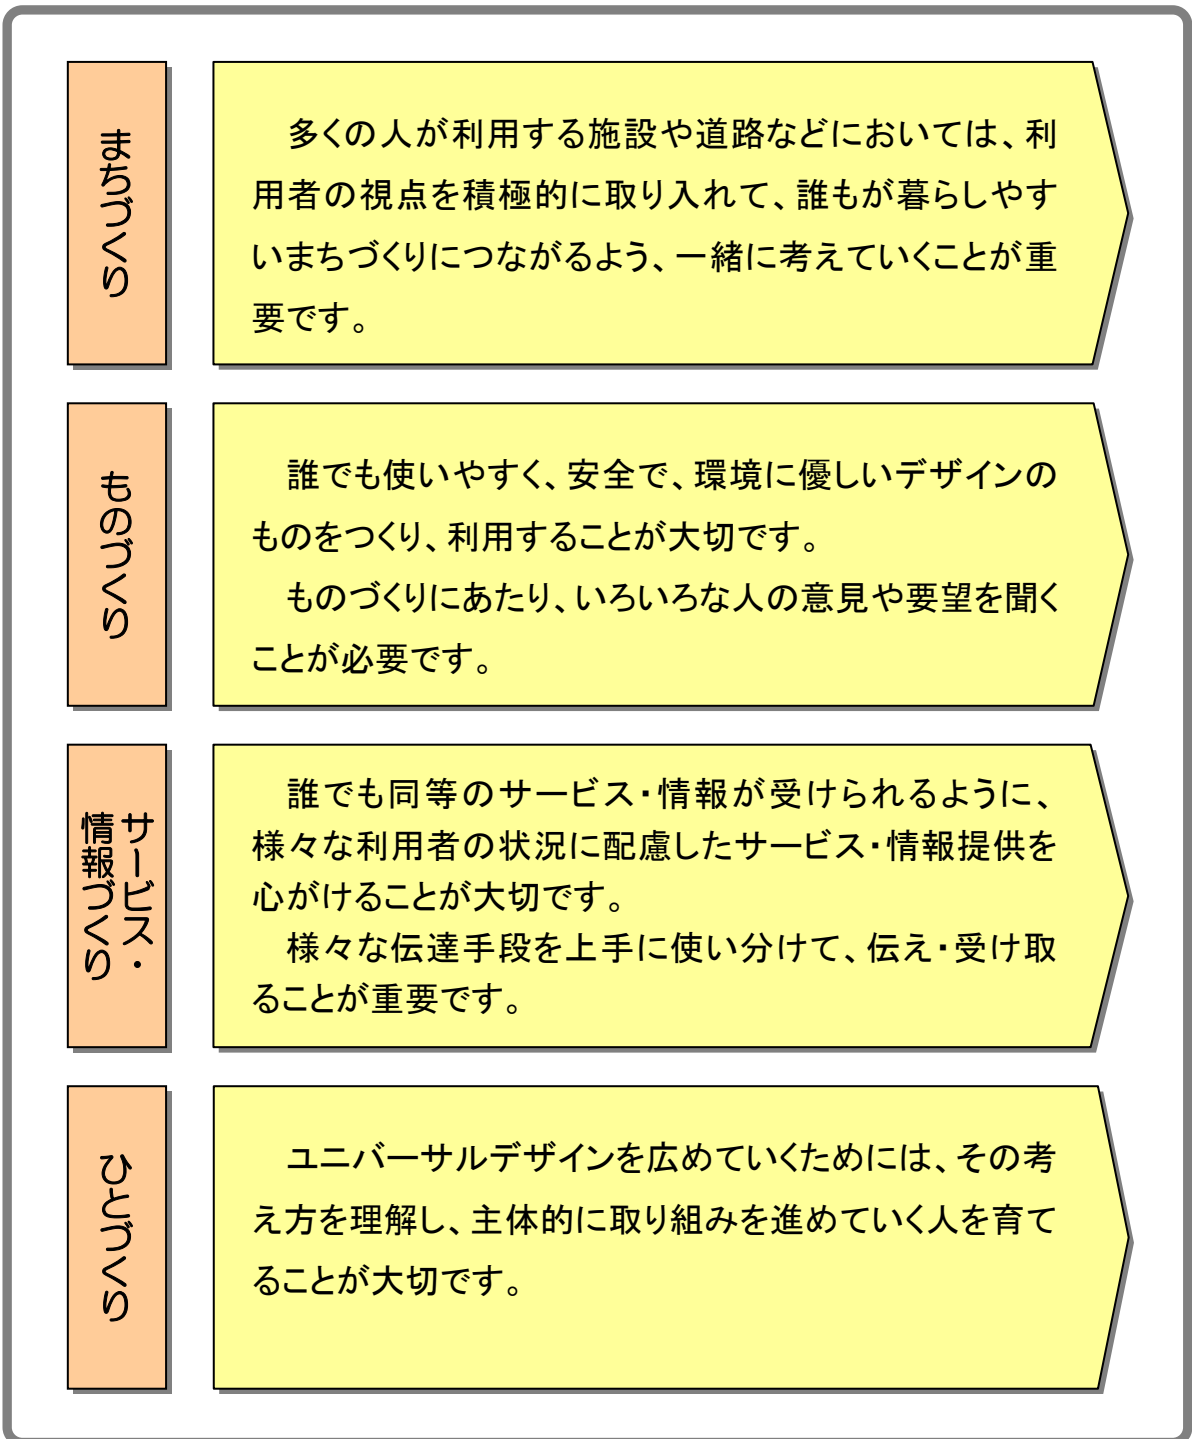 まちづくり
多くの人が利用する施設や道路などにおいては、利
用者の視点を積極的に取り入れて、誰もが暮らしやす
いまちづくりにつながるよう、一緒に考えていくことが重
要です。
ものづくり
誰でも使いやすく、安全で、環境に優しいデザインの
ものをつくり、利用することが大切です。
ものづくりにあたり、いろいろな人の意見や要望を聞く
ことが必要です。
サービス・
情報づくり
誰でも同等のサービス・情報が受けられるように、
様々な利用者の状況に配慮したサービス・情報提供を
心がけることが大切です。
様々な伝達手段を上手に使い分けて、伝え・受け取
ることが重要です。
ひとづくり
ユニバーサルデザインを広めていくためには、その考
え方を理解し、主体的に取り組みを進めていく人を育て
ることが大切です。